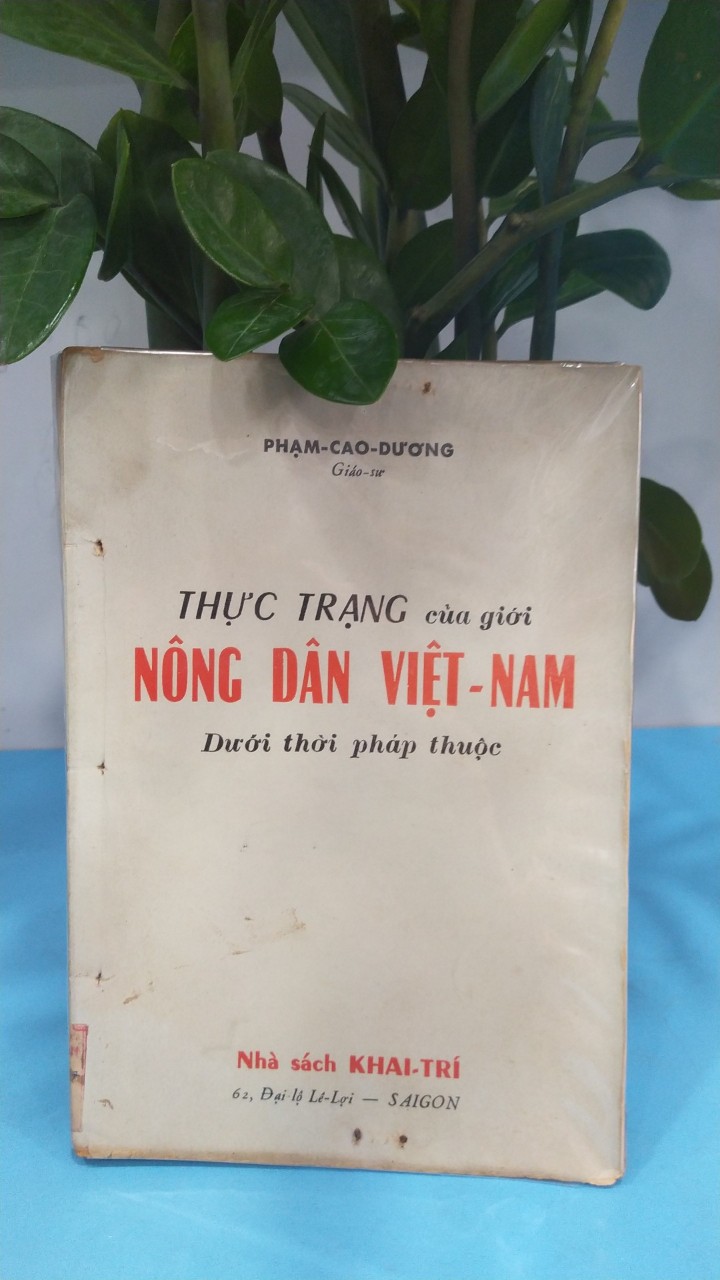 PHẠM-CAO-DƯƠNG
Giáo-sư
THỰC TRẠNG của giới
NÔNG DÂN VIỆT-NAM
Dưới thời pháp thuộc
Nhà sách KHAI-TRÍ
62, Đại-lộ Lê-Lợi — SAIGON